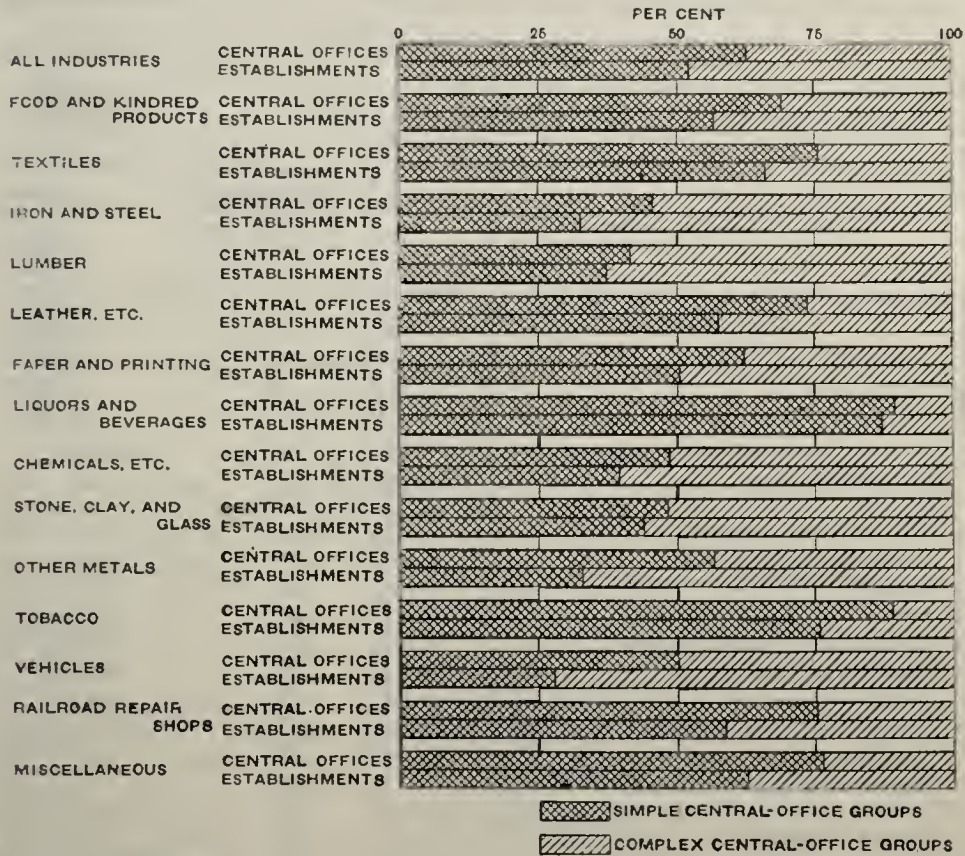 PER CENT
0 25 50 75 100
ALL INDUSTRIES CENTRAL OFFICES
ESTABLISHMENTS
FOOD AND KINDRED CENTRAL OFFICES
PRODUCTS ESTABLISHMENTS
TEXTILES CENTRAL OFFICES
ESTABLISHMENTS
IRON AND STEEL CENTRAL OFFICES
ESTABLISHMENTS
LUMBER CENTRAL OFFICES
ESTABLISHMENTS
LEATHER, ETC. CENTRAL OFFICES
ESTABLISHMENTS
PAPER AND PRINTING CENTRAL OFFICES
ESTABLISHMENTS
LIQUORS AND CENTRAL OFFICES
BEVERAGES ESTABLISHMENTS
CHEMICALS, ETC. CENTRAL OFFICES
ESTABLISHMENTS
STONE, CLAY, AND CENTRAL OFFICES
GLASS ESTABLISHMENTS
OTHER METALS CENTRAL OFFICES
ESTABLISHMENTS
TOBACCO CENTRAL OFFICES
ESTABLISHMENTS
VEHICLES CENTRAL OFFICES
ESTABLISHMENTS
RAILROAD REPAIR CENTRAL-OFFICES
SHOPS ESTABLISHMENTS
MISCELLANEOUS CENTRAL OFFICES
ESTABLISHMENTS
SIMPLE CENTRAL-OFFICE GROUPS
COMPLEX CENTRAL-OFFICE GROUPS